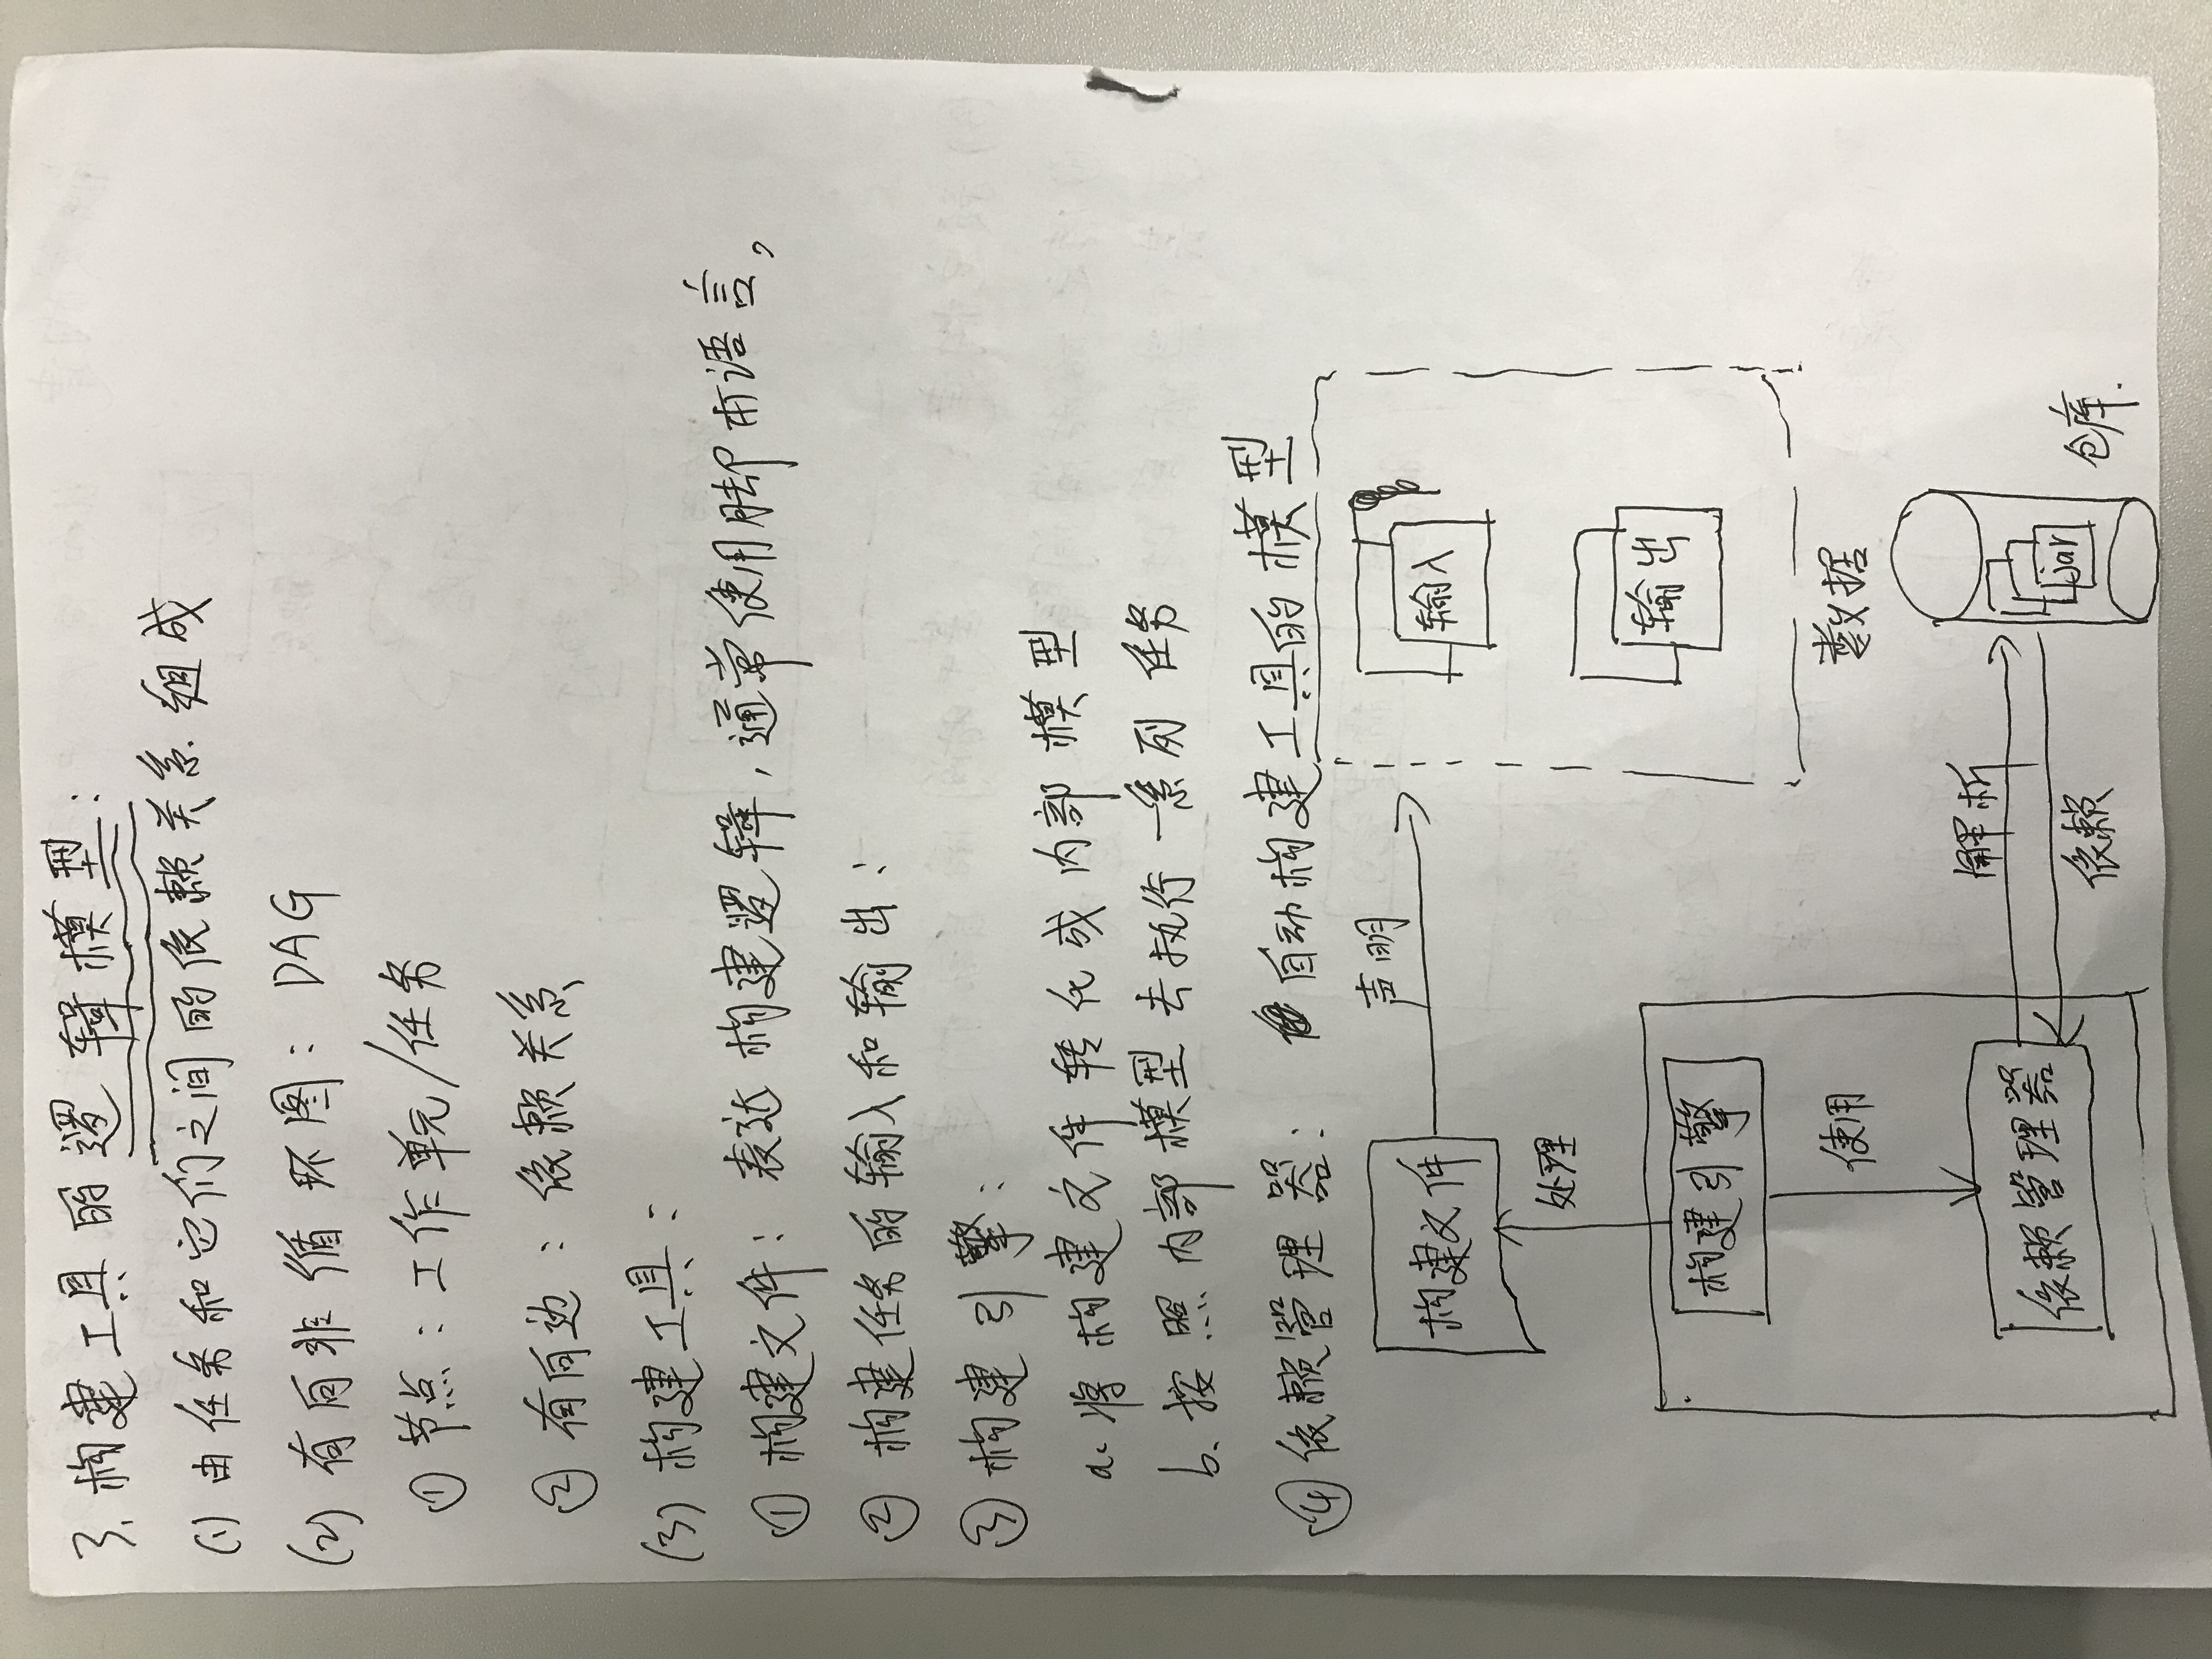 3、构建工具的逻辑模型：
(1) 由任务和它们之间的依赖关系组成
(2) 有向非循环图：DAG
① 节点：工作单元/任务
② 有向边：依赖关系
(3) 构建工具：
① 构建文件：表达构建逻辑，通常使用脚本语言，
② 构建任务的输入和输出：
③ 构建引擎：
a. 将构建文件转化成内部模型
b. 按照内部模型去执行一系列任务
④ 依赖管理器： 自动构建工具的模型
构建文件
声明
输入
处理
输出
构建引擎
使用
数据
依赖管理器
解析
依赖
jar
仓库.